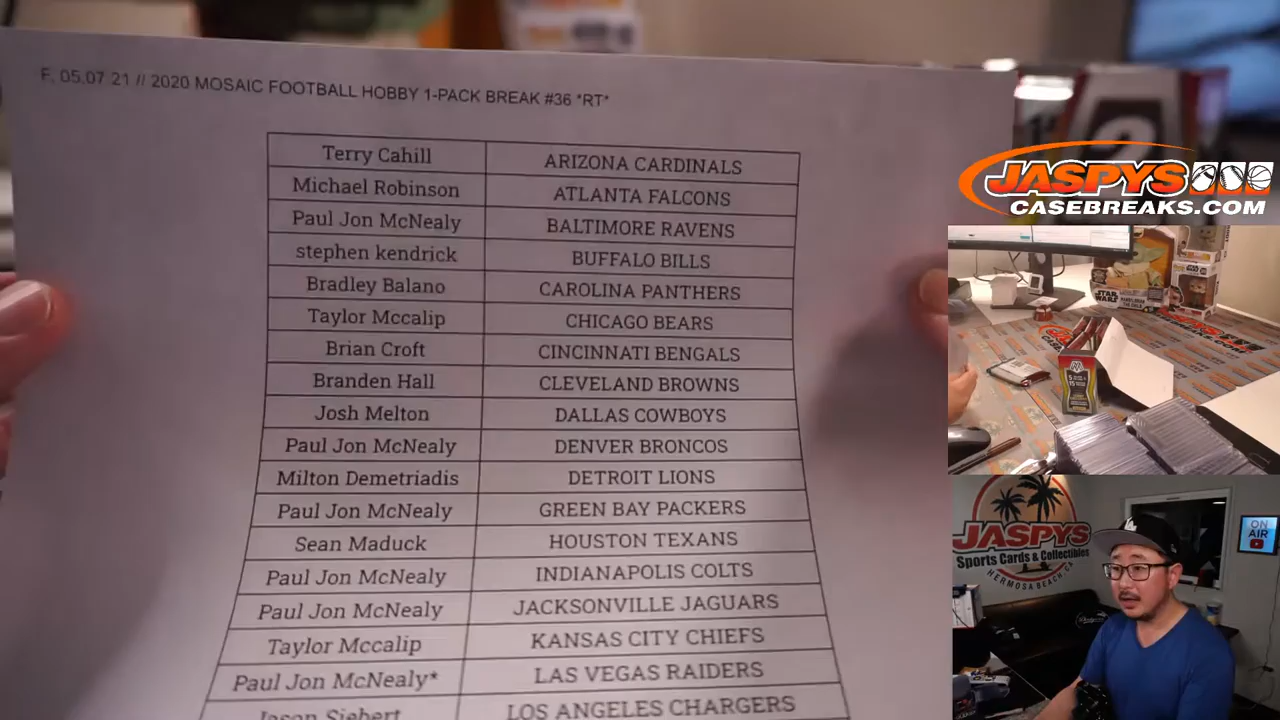 F, 05.07 21 // 2020 MOSAIC FOOTBALL HOBBY 1-PACK BREAK #36 *RT*
Terry Cahill ARIZONA CARDINALS
Michael Robinson ATLANTA FALCONS
Paul Jon McNealy BALTIMORE RAVENS
stephen kendrick BUFFALO BILLS
Bradley Balano CAROLINA PANTHERS
Taylor Mccalip CHICAGO BEARS
Brian Croft CINCINNATI BENGALS
Branden Hall CLEVELAND BROWNS
Josh Melton DALLAS COWBOYS
Paul Jon McNealy DENVER BRONCOS
Milton Demetriadis DETROIT LIONS
Paul Jon McNealy GREEN BAY PACKERS
Sean Maduck HOUSTON TEXANS
Paul Jon McNealy INDIANAPOLIS COLTS
Paul Jon McNealy JACKSONVILLE JAGUARS
Taylor Mccalip KANSAS CITY CHIEFS
Paul Jon McNealy* LAS VEGAS RAIDERS
Jason Siebert LOS ANGELES CHARGERS
JASPYS
CASEBREAKS.COM
STAR WARS
JASPYS
Sports Cards & Collectibles
HERMOSA BEACH, CA
ON
AIR